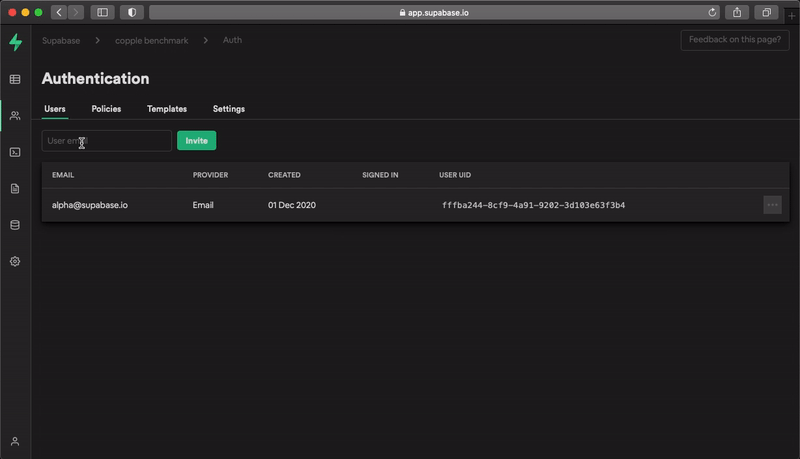 app.supabase.io
Supabase > copple benchmark > Auth
Feedback on this page?
Authentication
Users Policies Templates Settings
User email Invite
EMAIL PROVIDER CREATED SIGNED IN USER UID
alpha@supabase.io Email 01 Dec 2020 fffba244-8cf9-4a91-9202-3d103e63f3b4